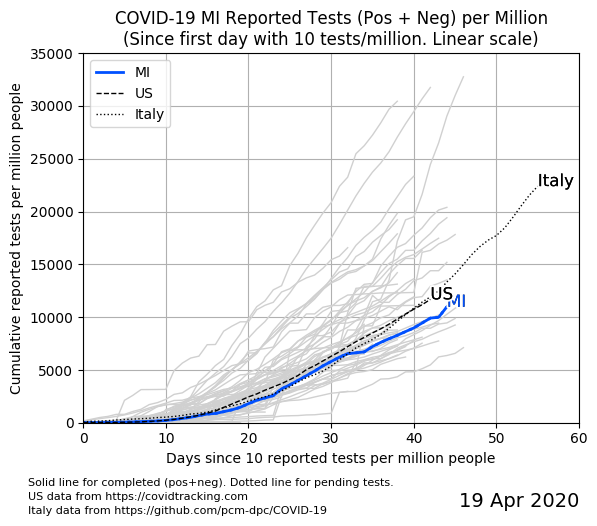 COVID-19 MI Reported Tests (Pos + Neg) per Million
(Since first day with 10 tests/million. Linear scale)
35000
30000
25000
20000
15000
10000
5000
0
Cumulative reported tests per million people
MI
US
Italy
Italy
US
MI
0 10 20 30 40 50 60
Days since 10 reported tests per million people
Solid line for completed (pos+neg). Dotted line for pending tests.
US data from https://covidtracking.com
Italy data from https://github.com/pcm-dpc/COVID-19
19 Apr 2020